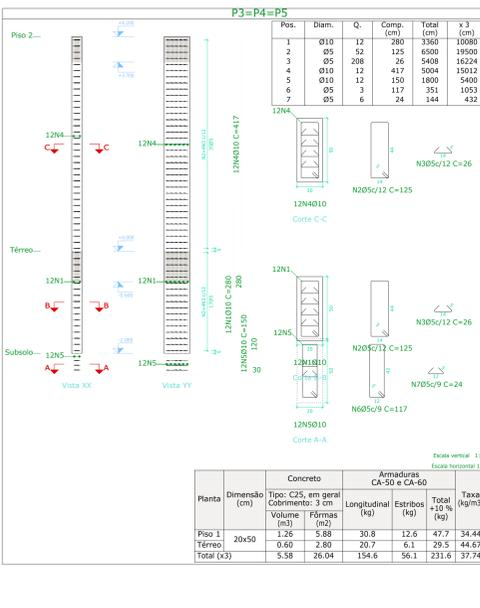 P3=P4=P5
Piso 2
Pos. Diam. Q. Comp. (cm) Total (cm) x 3 (cm)
1 Ø10 12 280 3360 10080
2 Ø5 52 125 6500 19500
3 Ø5 208 26 5408 16224
4 Ø10 12 417 5004 15012
5 Ø10 12 150 1800 5400
6 Ø5 3 117 351 1053
7 Ø5 6 24 144 432
12N4
12N4
12N4
C C
12N4Ø10 C=417
N3Ø5c/12 C=26
N2Ø5c/12 C=125
12N4Ø10
Corte C-C
Térreo
12N1
12N1
12N1
B B
12N1Ø10 C=280
280
N3Ø5c/12 C=26
N2Ø5c/12 C=125
12N1Ø10
Subsolo
12N5
12N5
12N5
A A
12N5Ø10 C=150
120
30
N7Ø5c/9 C=24
N6Ø5c/9 C=117
12N5Ø10
Vista XX
Vista YY
Corte A-A
Escala vertical
Escala horizontal
Planta Dimensão (cm) Concreto Armaduras CA-50 e CA-60
Tipo: C25, em geral
Cobrimento: 3 cm
Volume (m3) Fôrmas (m2) Longitudinal (kg) Estribos (kg) Total +10 % (kg) Taxa
Piso 1 20x50 1.26 5.88 30.8 12.6 47.7 34.44
Térreo 0.60 2.80 20.7 6.1 29.5 44.67
Total (x3) 5.58 26.04 154.6 56.1 231.6 37.74